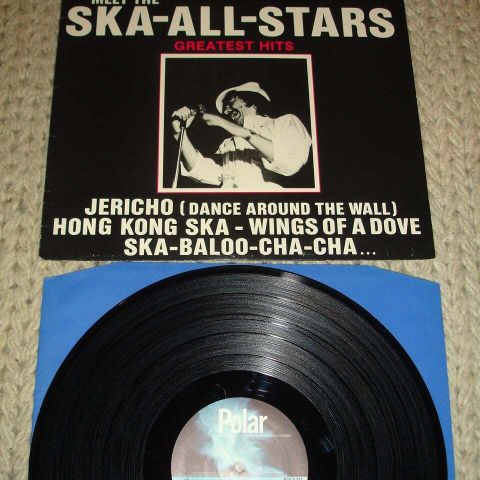 MEET THE
SKA-ALL-STARS
GREATEST HITS
JERICHO (DANCE AROUND THE WALL)
HONG KONG SKA - WINGS OF A DOVE
SKA-BALOO-CHA-CHA...
Polar